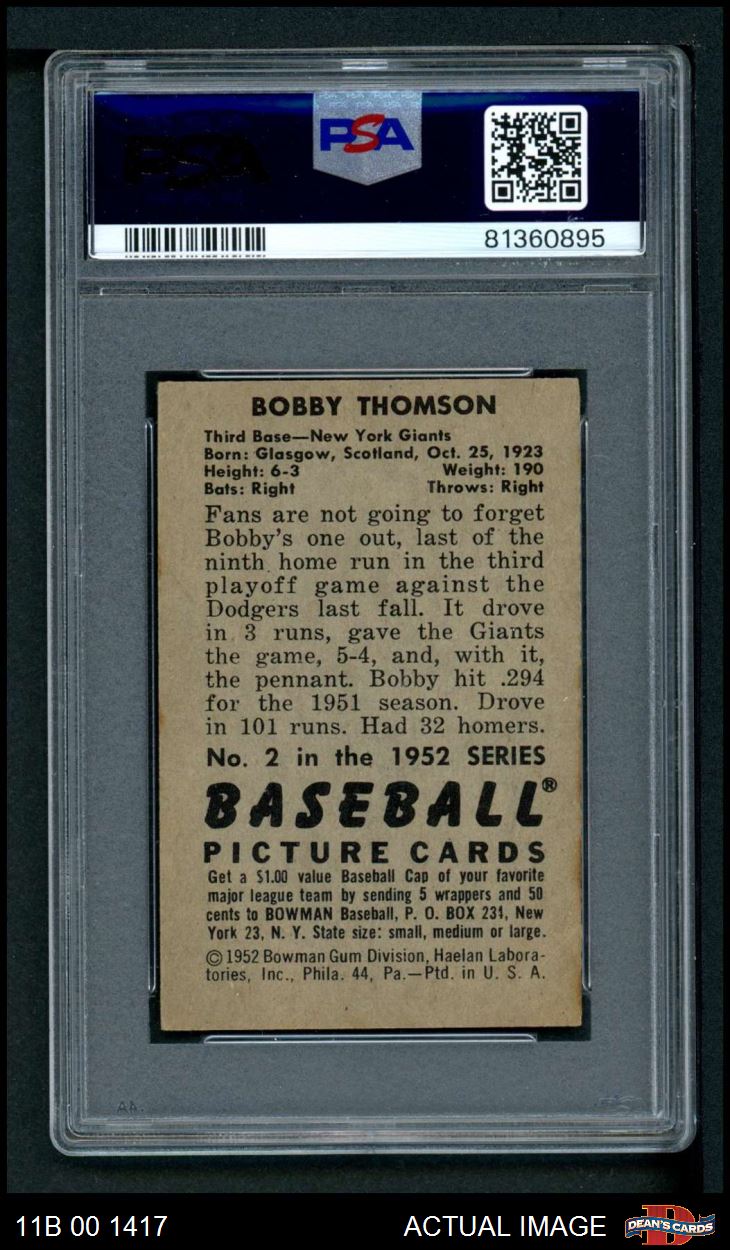 PSA
PSA
81360895
BOBBY THOMSON
Third Base—New York Giants
Born: Glasgow, Scotland, Oct. 25, 1923
Height: 6-3 Weight: 190
Bats: Right Throws: Right
Fans are not going to forget
Bobby's one out, last of the
ninth home run in the third
playoff game against the
Dodgers last fall. It drove
in 3 runs, gave the Giants
the game, 5-4, and, with it,
the pennant. Bobby hit .294
for the 1951 season. Drove
in 101 runs. Had 32 homers.
No. 2 in the 1952 SERIES
BASEBALL®
PICTURE CARDS
Get a $1.00 value Baseball Cap of your favorite
major league team by sending 5 wrappers and 50
cents to BOWMAN Baseball, P. O. BOX 231, New
York 23, N. Y. State size: small, medium or large.
©1952 Bowman Gum Division, Haelan Labora-
tories, Inc., Phila. 44, Pa.—Ptd. in U. S. A.
AA
11B 00 1417 ACTUAL IMAGE DEAN'S CARDS